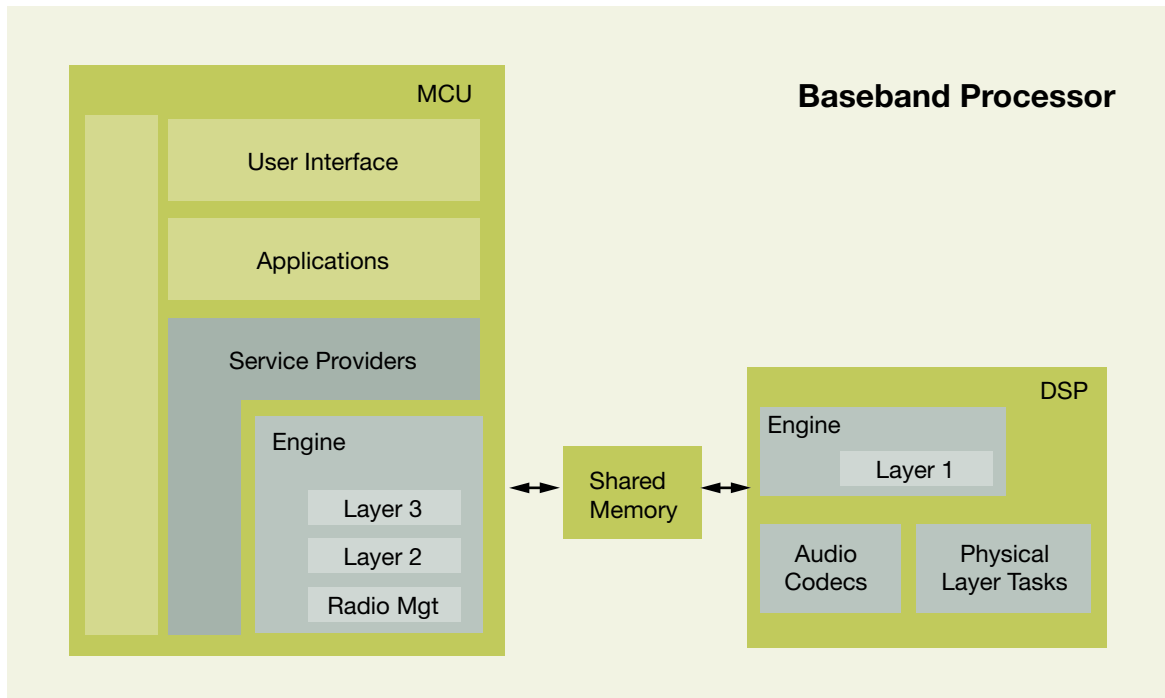 Baseband Processor
MCU
User Interface
Applications
Service Providers
Engine
Layer 3
Layer 2
Radio Mgt
Shared
Memory
DSP
Engine
Layer 1
Audio
Codecs
Physical
Layer Tasks